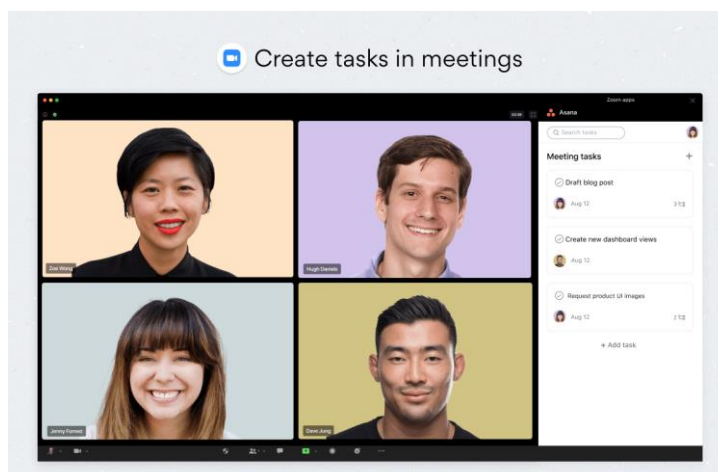 Create tasks in meetings
Zoom apps
Asana
Search tasks
Zoe Wong
Hugh Daniels
Jenny Forrest
Dave Jung
Meeting tasks
Draft blog post
Aug 12
Create new dashboard views
Aug 12
Request product UI images
Aug 12
+ Add task